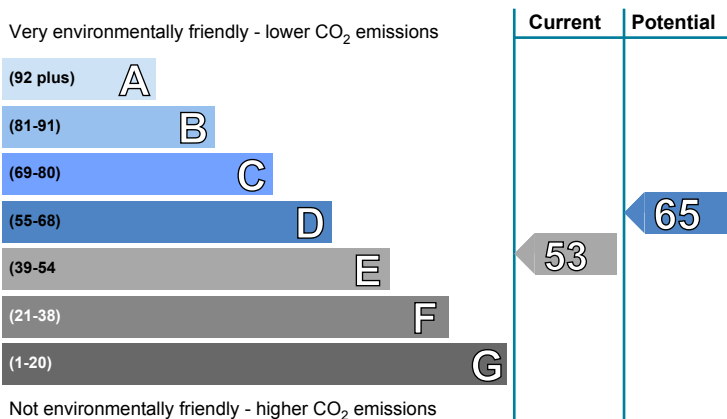 Very environmentally friendly - lower CO2 emissions
Current
Potential
(92 plus) A
(81-91) B
(69-80) C
(55-68) D
65
(39-54 E
53
(21-38) F
(1-20) G
Not environmentally friendly - higher CO2 emissions